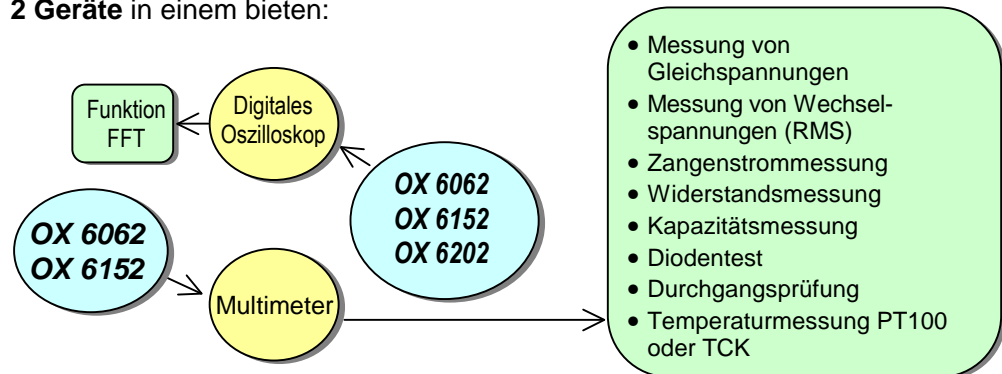 2 Geräte in einem bieten:
Funktion
FFT
Digitales
Oszilloskop
OX 6062
OX 6152
OX 6202
OX 6062
OX 6152
Multimeter
• Messung von
Gleichspannungen
• Messung von Wechsel-
spannungen (RMS)
• Zangenstrommessung
• Widerstandsmessung
• Kapazitätsmessung
• Diodentest
• Durchgangsprüfung
• Temperaturmessung PT100
oder TCK